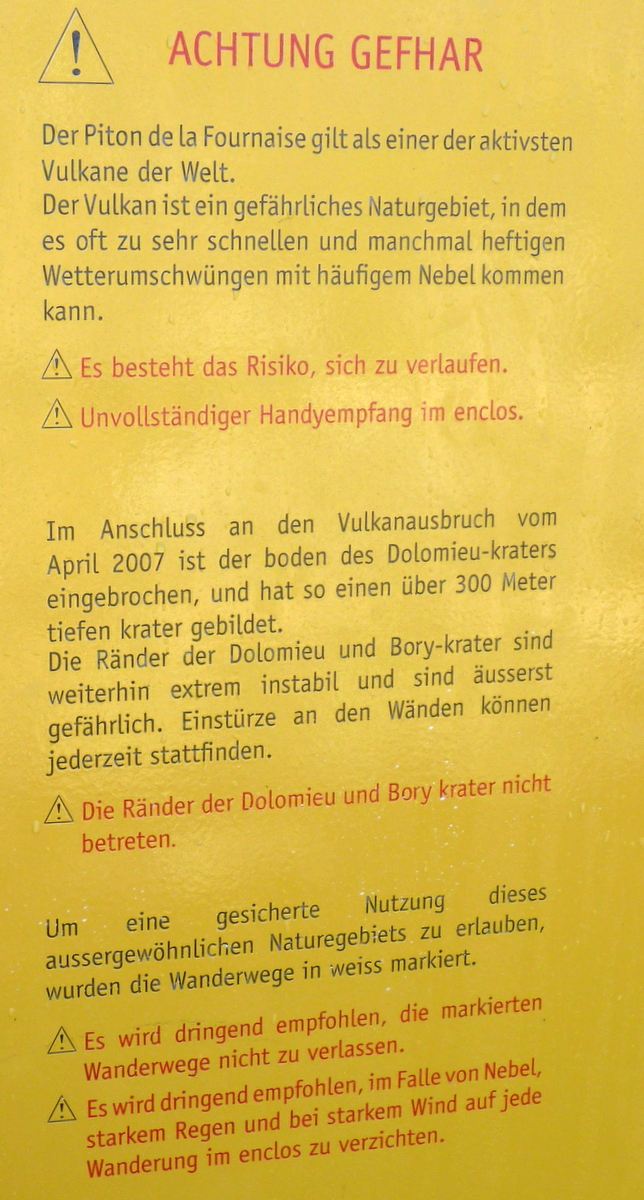 ACHTUNG GEFHAR
Der Piton de la Fournaise gilt als einer der aktivsten
Vulkane der Welt.
Der Vulkan ist ein gefährliches Naturgebiet, in dem
es oft zu sehr schnellen und manchmal heftigen
Wetterumschwüngen mit häufigem Nebel kommen
kann.
Es besteht das Risiko, sich zu verlaufen.
Unvollständiger Handyempfang im enclos.
Im Anschluss an den Vulkanausbruch vom
April 2007 ist der boden des Dolomieu-kraters
eingebrochen, und hat so einen über 300 Meter
tiefen krater gebildet.
Die Ränder der Dolomieu und Bory-krater sind
weiterhin extrem instabil und sind äusserst
gefährlich. Einstürze an den Wänden können
jederzeit stattfinden.
Die Ränder der Dolomieu und Bory krater nicht
betreten.
Um eine gesicherte Nutzung dieses
aussergewöhnlichen Naturegebiets zu erlauben,
wurden die Wanderwege in weiss markiert.
Es wird dringend empfohlen, die markierten
Wanderwege nicht zu verlassen.
Es wird dringend empfohlen, im Falle von Nebel,
starkem Regen und bei starkem Wind auf jede
Wanderung im enclos zu verzichten.